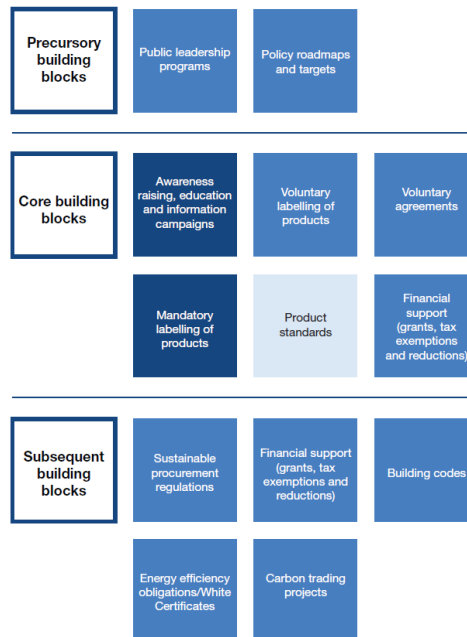 Precursory
building
blocks
Public leadership
programs
Policy roadmaps
and targets
Core building
blocks
Awareness
raising, education
and information
campaigns
Voluntary
labelling of
products
Voluntary
agreements
Mandatory
labelling of
products
Product
standards
Financial
support
(grants, tax
exemptions
and reductions)
Subsequent
building
blocks
Sustainable
procurement
regulations
Financial support
(grants, tax
exemptions and
reductions)
Building codes
Energy efficiency
obligations/White
Certificates
Carbon trading
projects